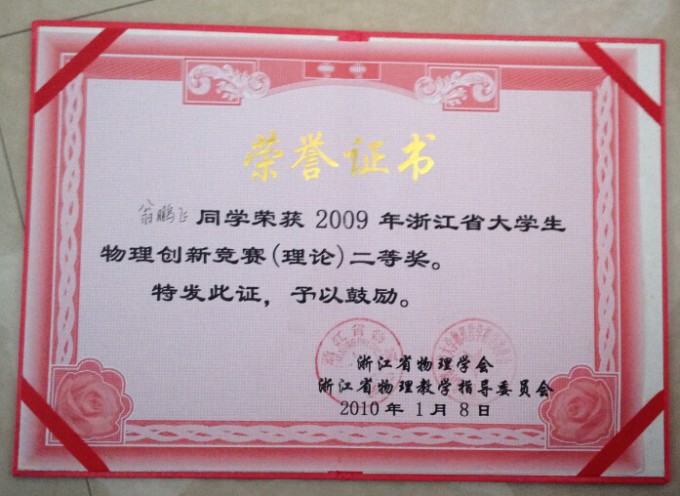 荣誉证书
翁鹏飞同学荣获 2009 年浙江省大学生
物理创新竞赛(理论)二等奖。
特发此证，予以鼓励。
浙江省物理学会
浙江省物理教学指导委员会
2010 年 1 月 8 日